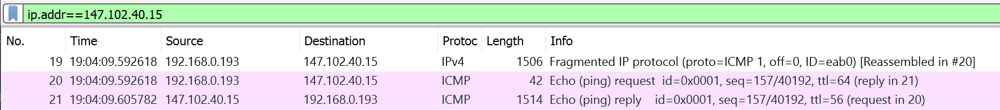 ip.addr==147.102.40.15
No. Time Source Destination Protoc Length Info
19 19:04:09.592618 192.168.0.193 147.102.40.15 IPv4 1506 Fragmented IP protocol (proto=ICMP 1, off=0, ID=eab0) [Reassembled in #20]
20 19:04:09.592618 192.168.0.193 147.102.40.15 ICMP 42 Echo (ping) request id=0x0001, seq=157/40192, ttl=64 (reply in 21)
21 19:04:09.605782 147.102.40.15 192.168.0.193 ICMP 1514 Echo (ping) reply id=0x0001, seq=157/40192, ttl=56 (request in 20)